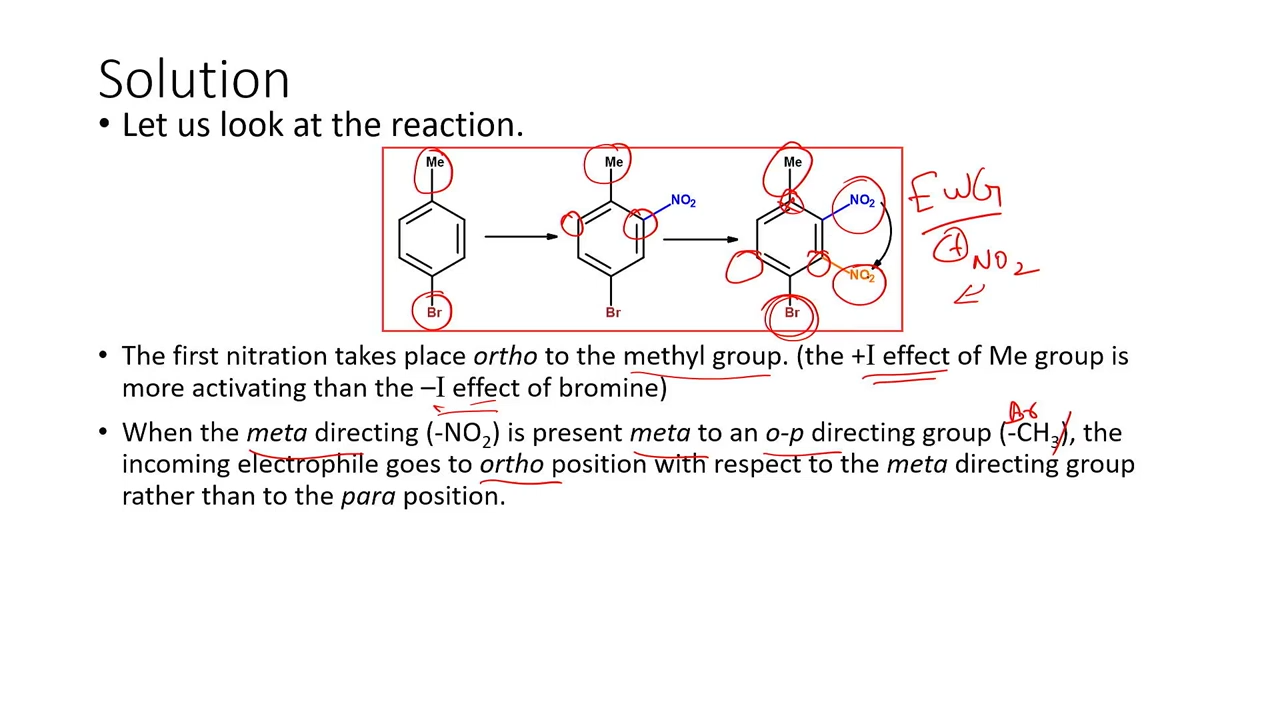 Solution
• Let us look at the reaction.
Me Me Me
NO2 NO2 EWG
+NO2
NO2
Br Br Br
• The first nitration takes place ortho to the methyl group. (the +I effect of Me group is
more activating than the –I effect of bromine)
Br
• When the meta directing (-NO2) is present meta to an o-p directing group (-CH3), the
incoming electrophile goes to ortho position with respect to the meta directing group
rather than to the para position.